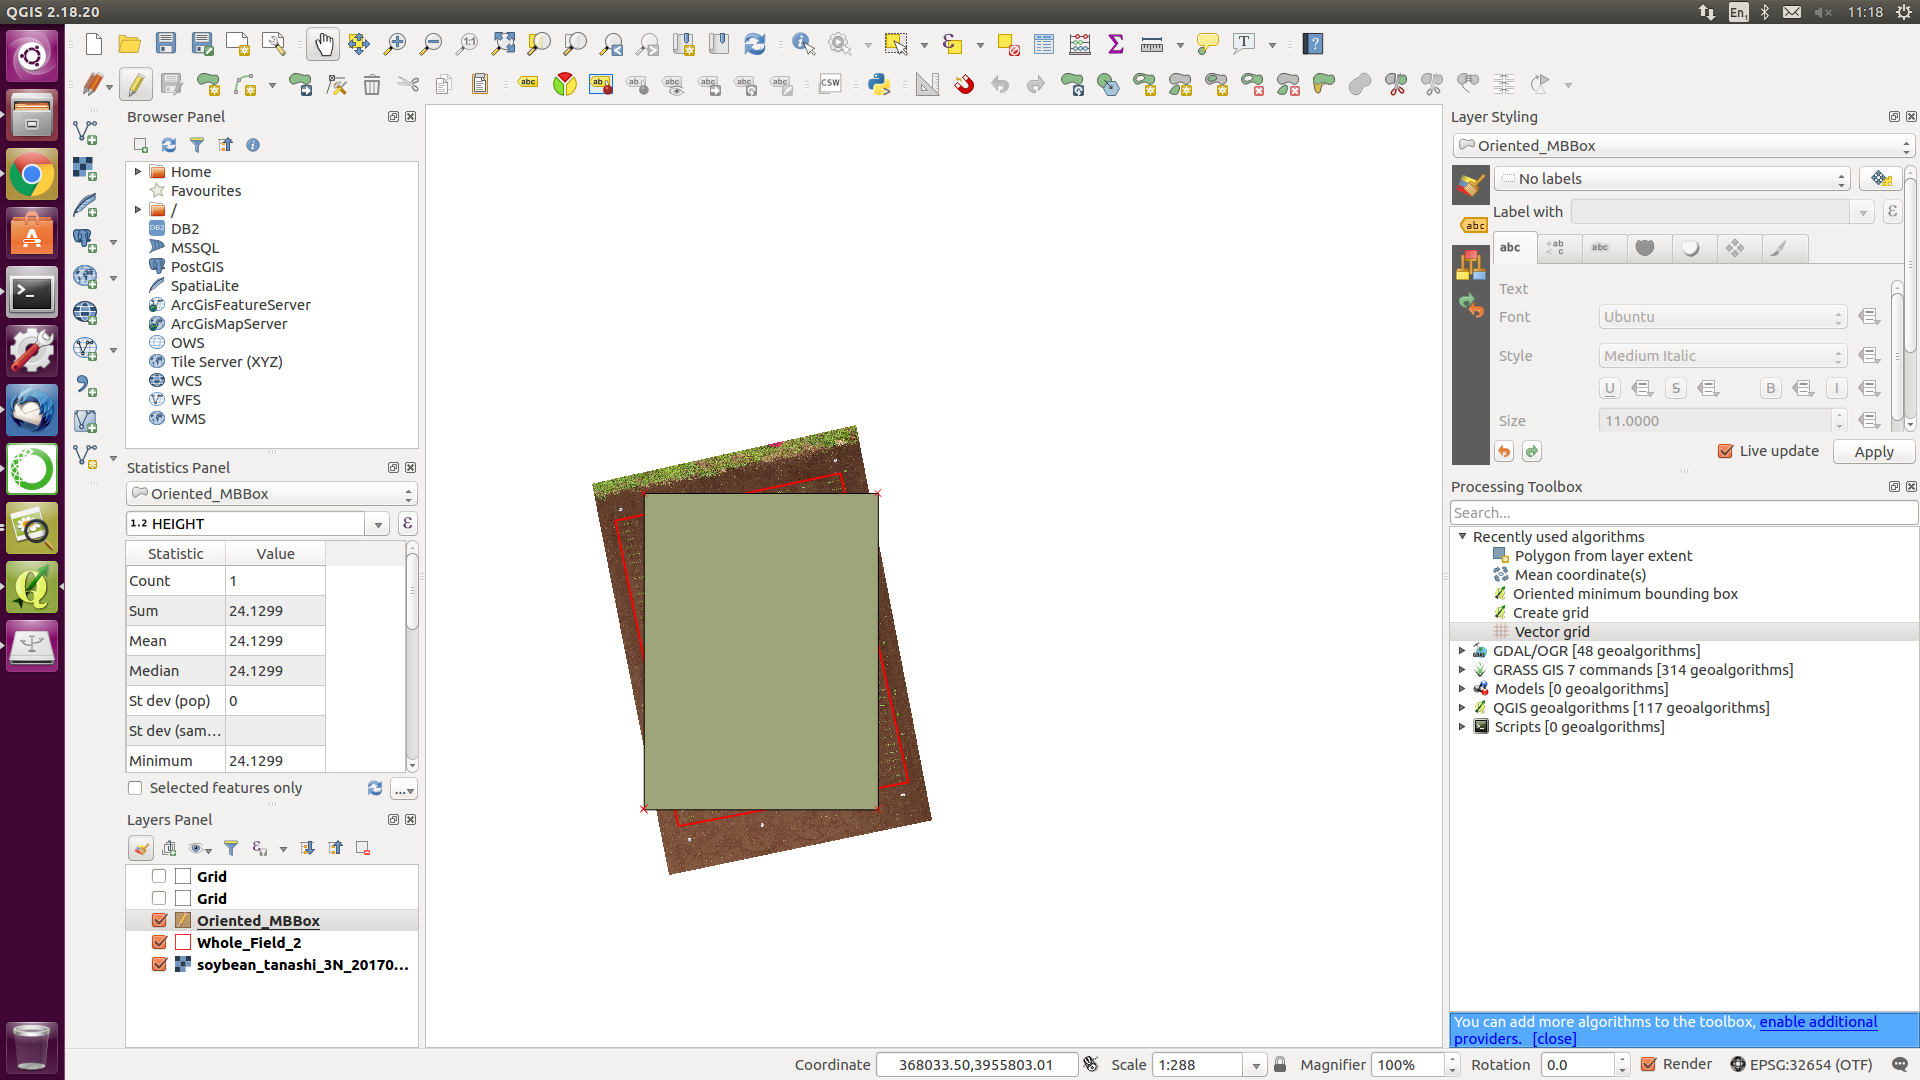 QGIS 2.18.20
En1
11:18
Browser Panel
Home
Favourites
/
DB2
MSSQL
PostGIS
SpatiaLite
ArcGisFeatureServer
ArcGisMapServer
OWS
Tile Server (XYZ)
WCS
WFS
WMS
Statistics Panel
Oriented_MBBox
1.2 HEIGHT
ε
Statistic Value
Count 1
Sum 24.1299
Mean 24.1299
Median 24.1299
St dev (pop) 0
St dev (sam...
Minimum 24.1299
Selected features only
...
Layers Panel
Grid
Grid
Oriented_MBBox
Whole_Field_2
soybean_tanashi_3N_20170...
Layer Styling
Oriented_MBBox
No labels
abc
Label with
ε
abc
+ab
< c
abc
Text
Font Ubuntu
Style Medium Italic
U S B I
Size 11.0000
Live update
Apply
Processing Toolbox
Search...
Recently used algorithms
Polygon from layer extent
Mean coordinate(s)
Oriented minimum bounding box
Create grid
Vector grid
GDAL/OGR [48 geoalgorithms]
GRASS GIS 7 commands [314 geoalgorithms]
Models [0 geoalgorithms]
QGIS geoalgorithms [117 geoalgorithms]
Scripts [0 geoalgorithms]
You can add more algorithms to the toolbox, enable additional
providers. [close]
Coordinate 368033.50,3955803.01 Scale 1:288 Magnifier 100% Rotation 0.0 Render EPSG:32654 (OTF)